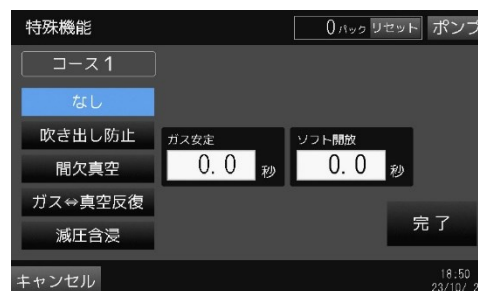 特殊機能
0パック リセット ポンプ
コース1
なし
吹き出し防止
間欠真空
ガス⇔真空反復
減圧含浸
ガス安定
0.0 秒
ソフト開放
0.0 秒
完了
キャンセル
18:50
23/10/ 2